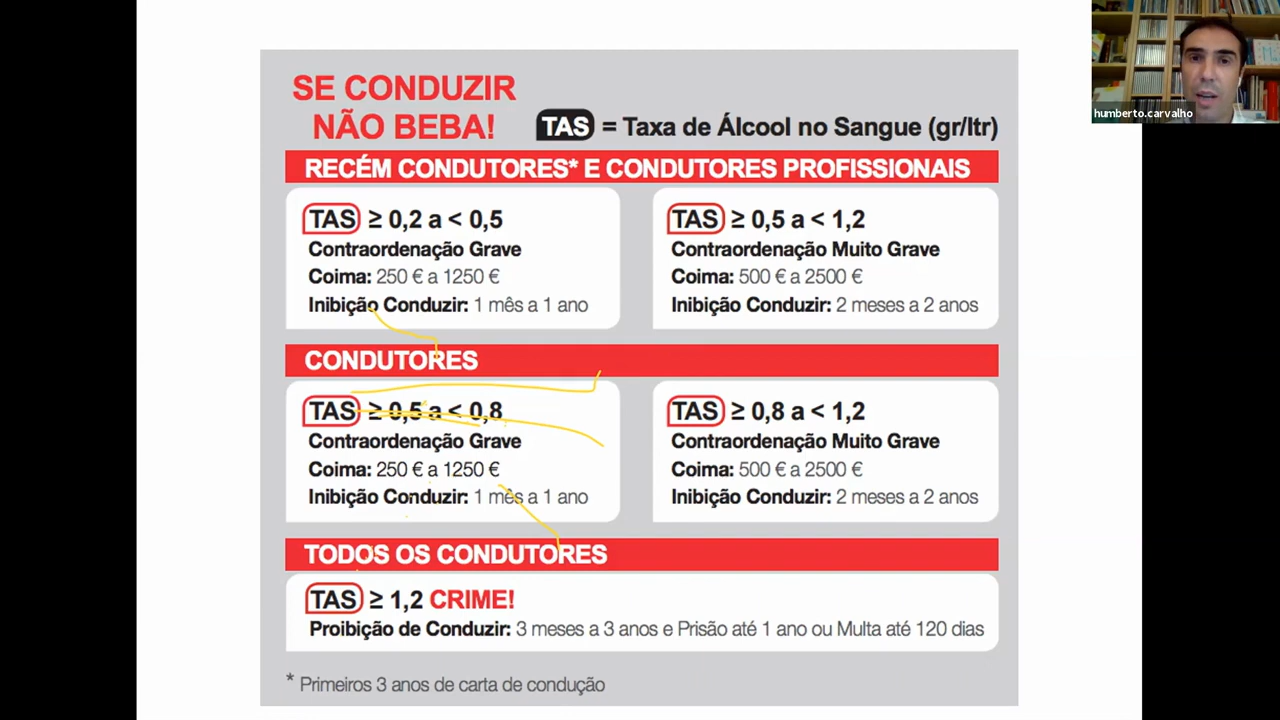 humberto.carvalho
SE CONDUZIR
NÃO BEBA!
TAS = Taxa de Álcool no Sangue (gr/ltr)
RECÉM CONDUTORES* E CONDUTORES PROFISSIONAIS
TAS ≥ 0,2 a < 0,5
Contraordenação Grave
Coima: 250 € a 1250 €
Inibição Conduzir: 1 mês a 1 ano
TAS ≥ 0,5 a < 1,2
Contraordenação Muito Grave
Coima: 500 € a 2500 €
Inibição Conduzir: 2 meses a 2 anos
CONDUTORES
TAS ≥ 0,5 a < 0,8
Contraordenação Grave
Coima: 250 € a 1250 €
Inibição Conduzir: 1 mês a 1 ano
TAS ≥ 0,8 a < 1,2
Contraordenação Muito Grave
Coima: 500 € a 2500 €
Inibição Conduzir: 2 meses a 2 anos
TODOS OS CONDUTORES
TAS ≥ 1,2 CRIME!
Proibição de Conduzir: 3 meses a 3 anos e Prisão até 1 ano ou Multa até 120 dias
* Primeiros 3 anos de carta de condução